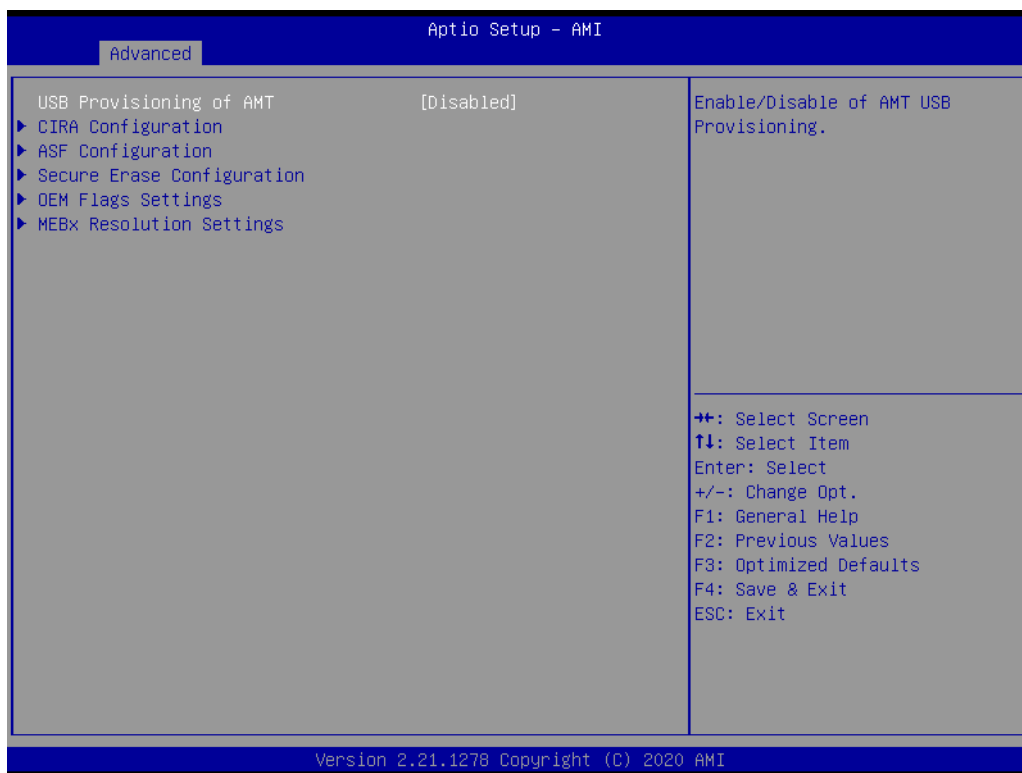 Aptio Setup – AMI
Advanced
USB Provisioning of AMT [Disabled]
▶ CIRA Configuration
▶ ASF Configuration
▶ Secure Erase Configuration
▶ OEM Flags Settings
▶ MEBx Resolution Settings
Enable/Disable of AMT USB
Provisioning.
→←: Select Screen
↑↓: Select Item
Enter: Select
+/-: Change Opt.
F1: General Help
F2: Previous Values
F3: Optimized Defaults
F4: Save & Exit
ESC: Exit
Version 2.21.1278 Copyright (C) 2020 AMI